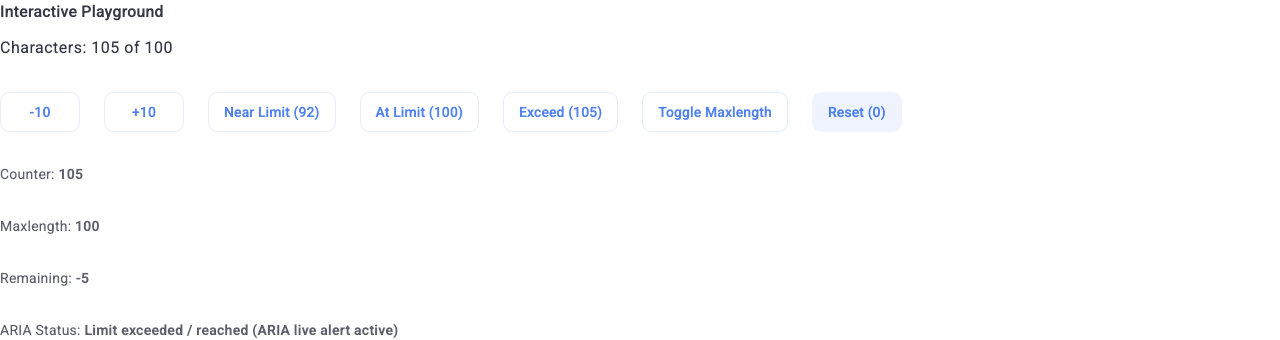 Interactive Playground
Characters: 105 of 100
-10 +10 Near Limit (92) At Limit (100) Exceed (105) Toggle Maxlength Reset (0)
Counter: 105
Maxlength: 100
Remaining: -5
ARIA Status: Limit exceeded / reached (ARIA live alert active)